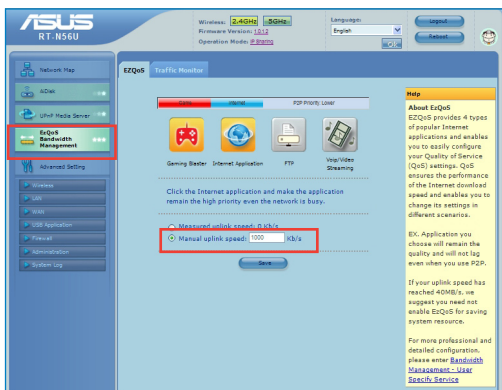 ASUS
RT-N56U
Wireless: 2.4GHz 5GHz
Firmware Version: 1.0.1.2
Operation Mode: IP Sharing
Language:
English
Logout
Reboot
Network Map
AiDisk
UPnP Media Server
EzQoS
Bandwidth
Management
Advanced Setting
Wireless
LAN
WAN
USB Application
Firewall
Administration
System Log
EZQoS Traffic Monitor
Game Internet P2P Priority: Lower
Gaming Blaster Internet Application FTP Voip/Video
Streaming
Click the Internet application and make the application
remain the high priority even the network is busy.
Measured uplink speed: 0 Kb/s
Manual uplink speed: 1000 Kb/s
Save
Help
About EzQoS
EZQoS provides 4 types
of popular Internet
applications and enables
you to easily configure
your Quality of Service
(QoS) settings. QoS
ensures the performance
of the Internet download
speed and enables you to
change its settings in
different scenarios.
EX. Application you
choose will remain the
quality and will not lag
even when you use P2P.
If your uplink speed has
reached 40MB/s, we
suggest you need not
enable EzQoS for saving
system resource.
For more professional and
detailed configuration,
please enter Bandwidth
Management - User
Specify Service